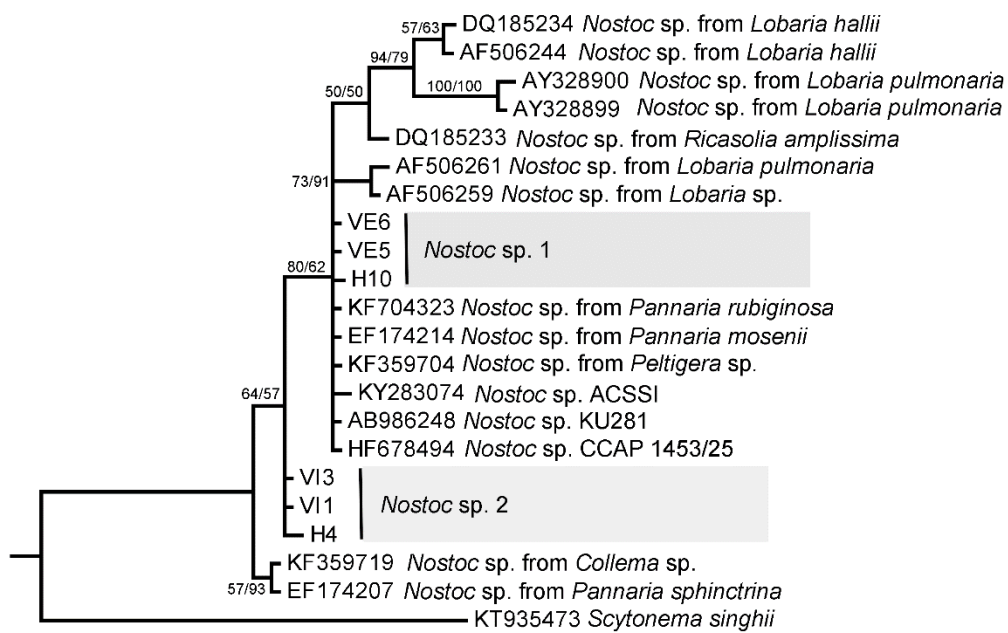 57/63
DQ185234 Nostoc sp. from Lobaria hallii
94/79
AF506244 Nostoc sp. from Lobaria hallii
100/100
AY328900 Nostoc sp. from Lobaria pulmonaria
50/50
AY328899 Nostoc sp. from Lobaria pulmonaria
DQ185233 Nostoc sp. from Ricasolia amplissima
AF506261 Nostoc sp. from Lobaria pulmonaria
73/91
AF506259 Nostoc sp. from Lobaria sp.
VE6
VE5
Nostoc sp. 1
80/62
H10
KF704323 Nostoc sp. from Pannaria rubiginosa
EF174214 Nostoc sp. from Pannaria mosenii
KF359704 Nostoc sp. from Peltigera sp.
64/57
KY283074 Nostoc sp. ACSSI
AB986248 Nostoc sp. KU281
HF678494 Nostoc sp. CCAP 1453/25
VI3
VI1
Nostoc sp. 2
H4
KF359719 Nostoc sp. from Collema sp.
57/93
EF174207 Nostoc sp. from Pannaria sphinctrina
KT935473 Scytonema singhii